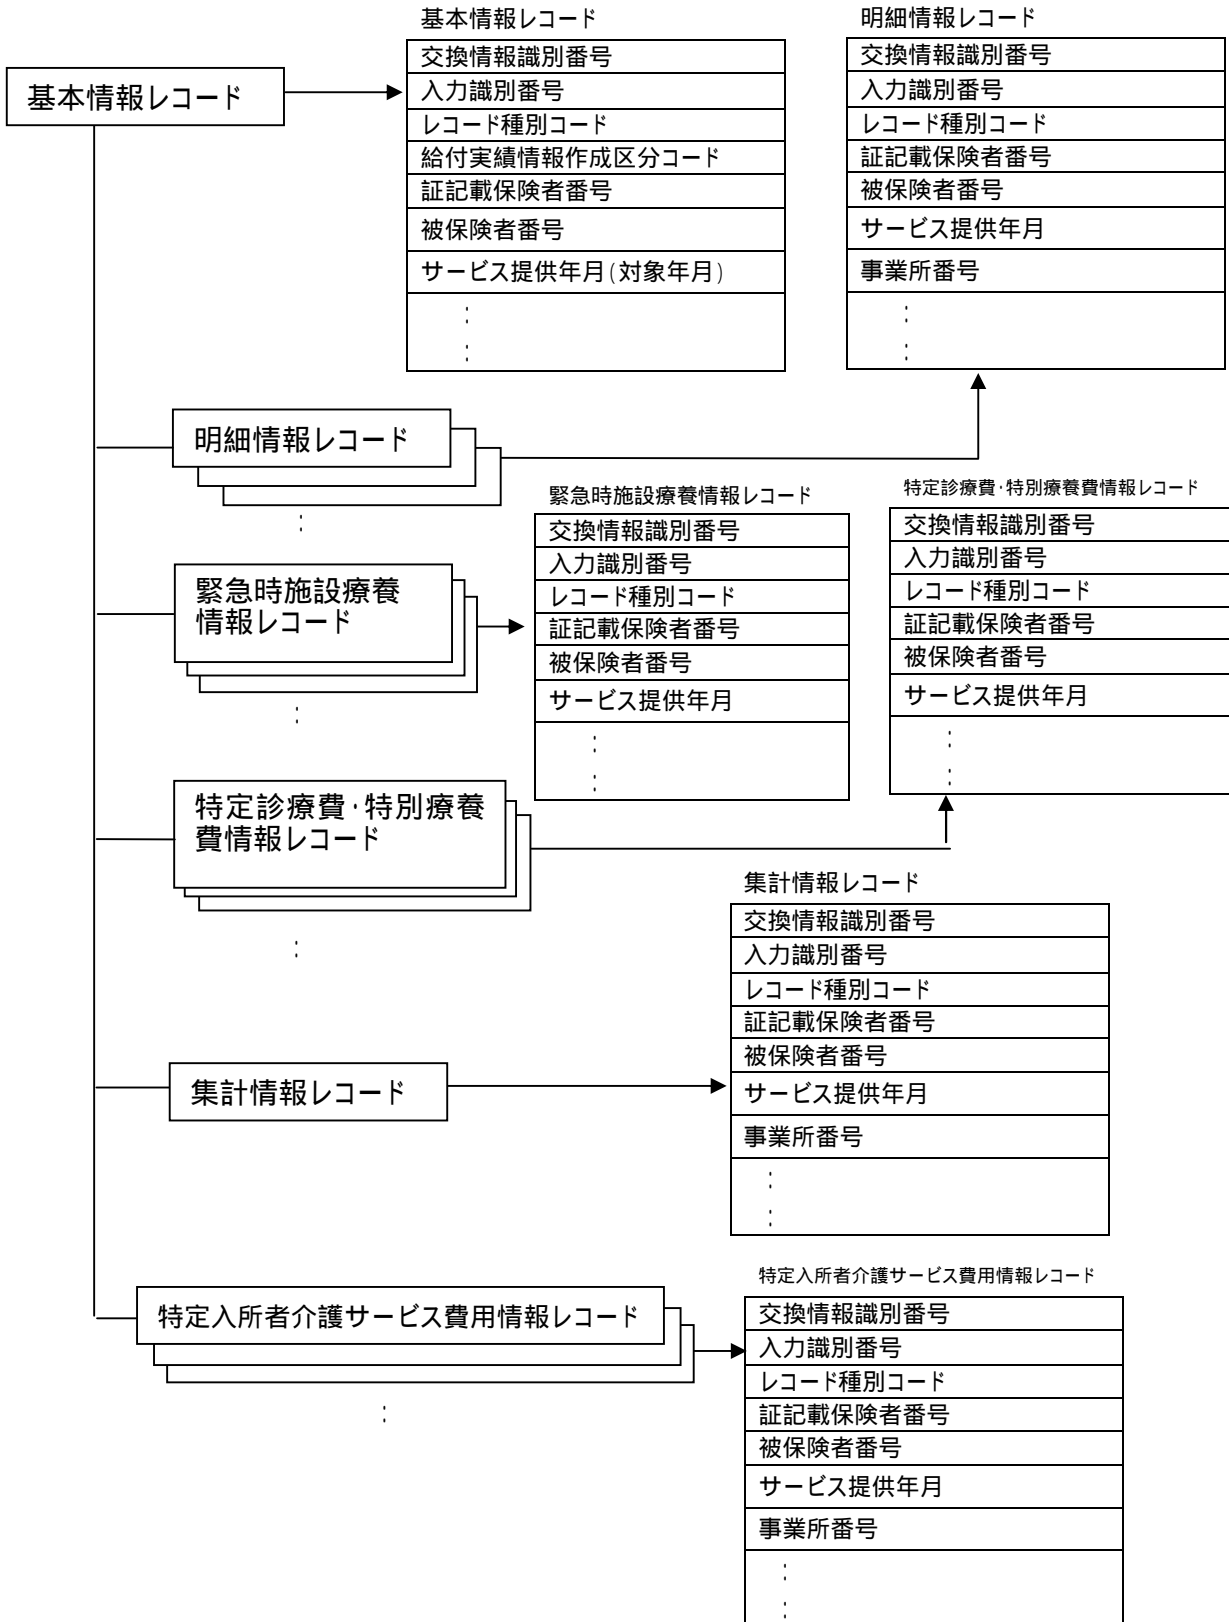 基本情報レコード
基本情報レコード
交換情報識別番号
入力識別番号
レコード種別コード
給付実績情報作成区分コード
証記載保険者番号
被保険者番号
サービス提供年月(対象年月)
:
:
明細情報レコード
交換情報識別番号
入力識別番号
レコード種別コード
証記載保険者番号
被保険者番号
サービス提供年月
事業所番号
:
:
明細情報レコード
:
緊急時施設療養
情報レコード
:
緊急時施設療養情報レコード
交換情報識別番号
入力識別番号
レコード種別コード
証記載保険者番号
被保険者番号
サービス提供年月
:
:
特定診療費・特別療養費情報レコード
交換情報識別番号
入力識別番号
レコード種別コード
証記載保険者番号
被保険者番号
サービス提供年月
:
:
特定診療費・特別療養
費情報レコード
:
集計情報レコード
集計情報レコード
交換情報識別番号
入力識別番号
レコード種別コード
証記載保険者番号
被保険者番号
サービス提供年月
事業所番号
:
:
特定入所者介護サービス費用情報レコード
:
特定入所者介護サービス費用情報レコード
交換情報識別番号
入力識別番号
レコード種別コード
証記載保険者番号
被保険者番号
サービス提供年月
事業所番号
:
: